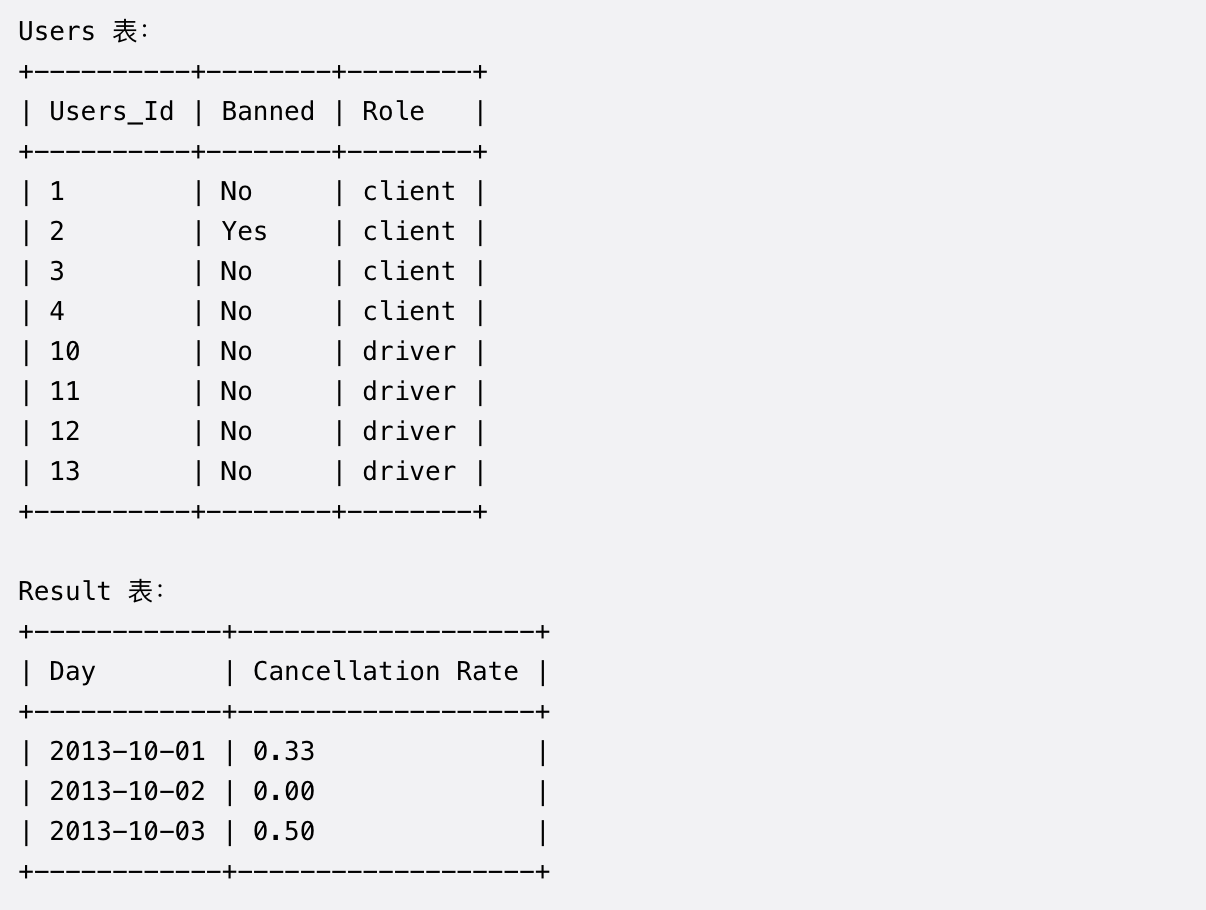 Users 表：
+----------+--------+--------+
| Users_Id | Banned | Role   |
+----------+--------+--------+
| 1        | No     | client |
| 2        | Yes    | client |
| 3        | No     | client |
| 4        | No     | client |
| 10       | No     | driver |
| 11       | No     | driver |
| 12       | No     | driver |
| 13       | No     | driver |
+----------+--------+--------+

Result 表：
+------------+-------------------+
| Day        | Cancellation Rate |
+------------+-------------------+
| 2013-10-01 | 0.33              |
| 2013-10-02 | 0.00              |
| 2013-10-03 | 0.50              |
+------------+-------------------+